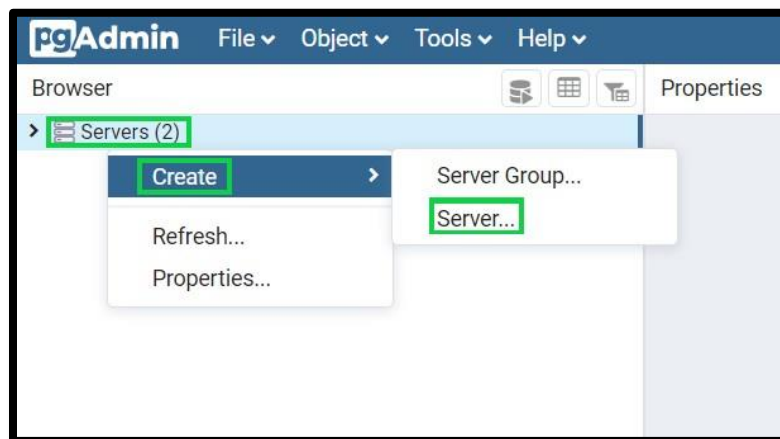 pgAdmin File Object Tools Help
Browser Properties
Servers (2)
Create Server Group...
Server...
Refresh...
Properties...